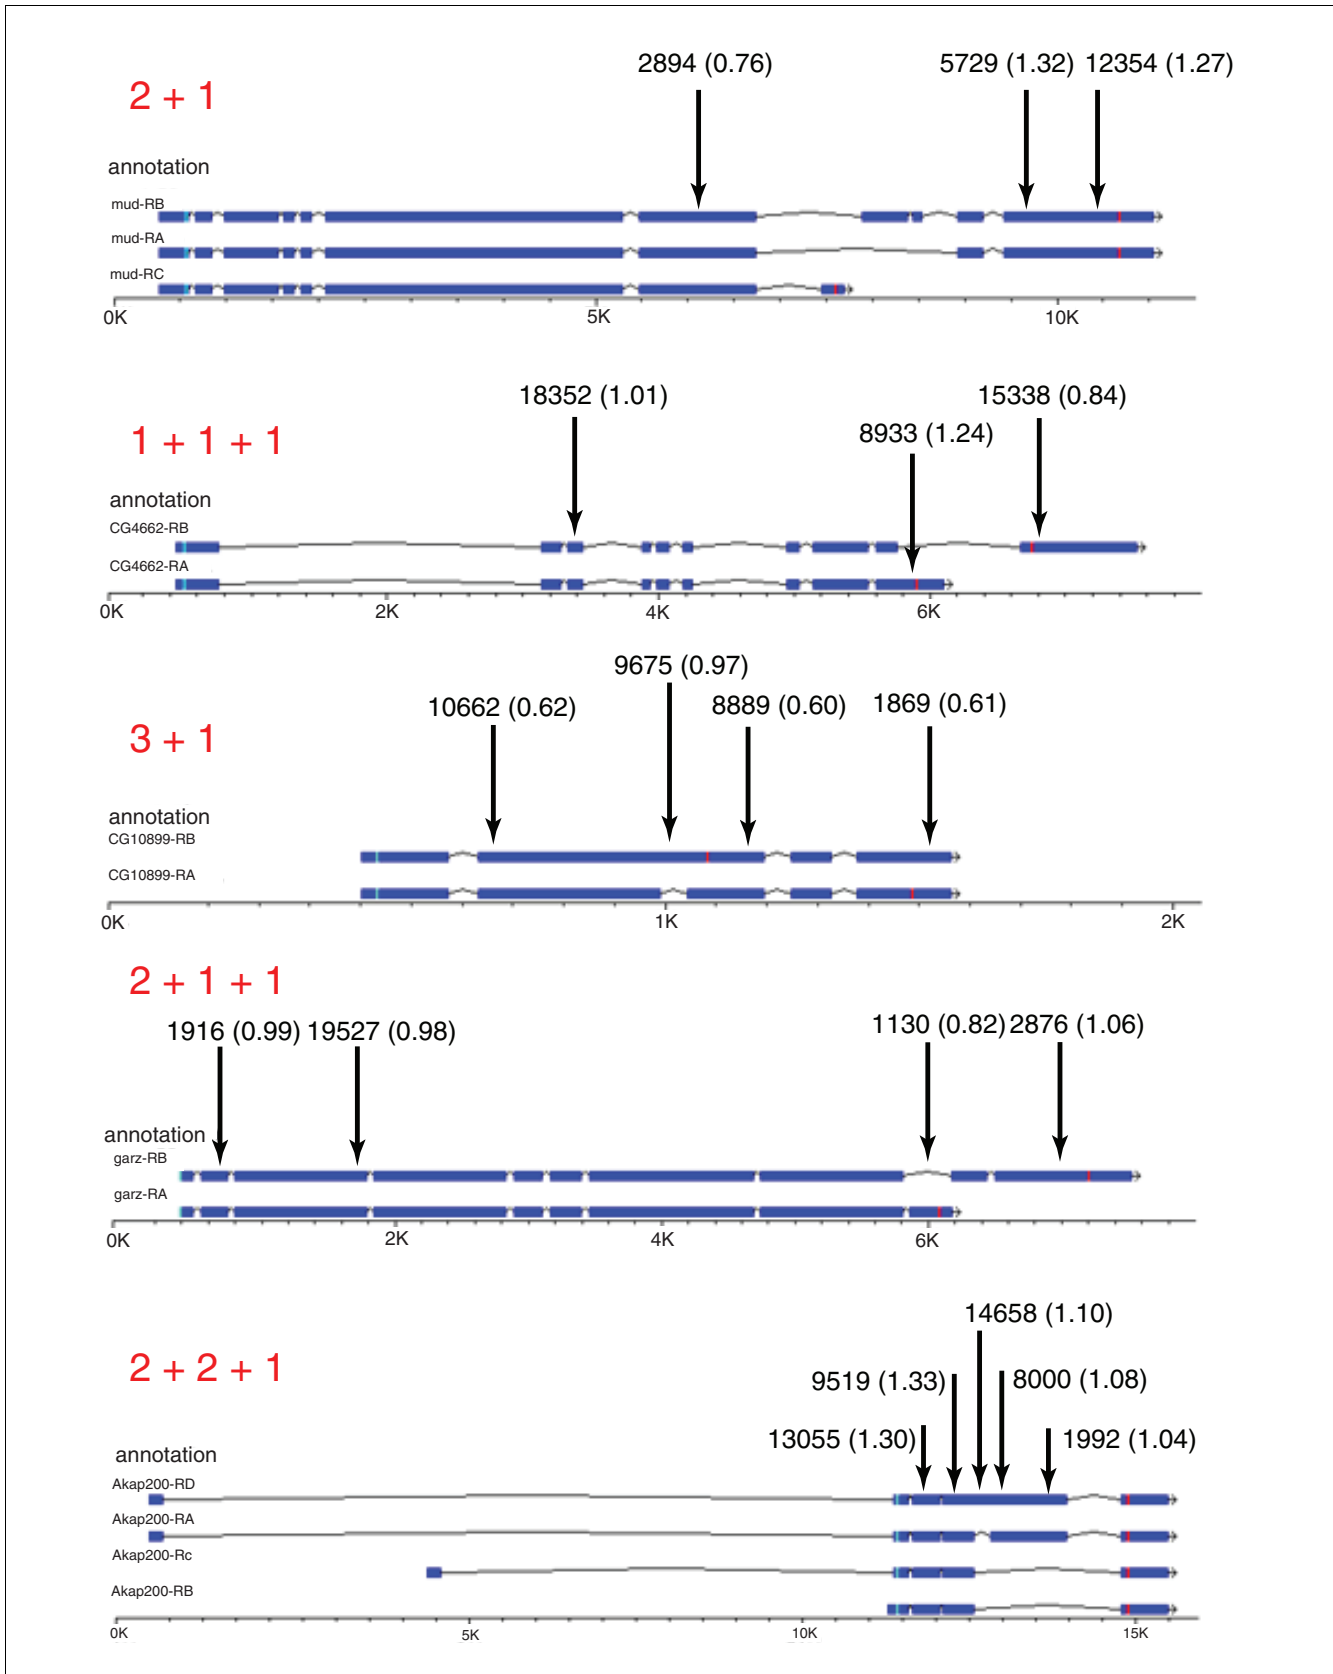 2894 (0.76) 5729 (1.32) 12354 (1.27)
2 + 1
annotation
mud-RB
mud-RA
mud-RC
0K 5K 10K
18352 (1.01) 15338 (0.84)
8933 (1.24)
1 + 1 + 1
annotation
CG4662-RB
CG4662-RA
0K 2K 4K 6K
9675 (0.97)
10662 (0.62) 8889 (0.60) 1869 (0.61)
3 + 1
annotation
CG10899-RB
CG10899-RA
0K 1K 2K
2 + 1 + 1
1916 (0.99) 19527 (0.98) 1130 (0.82) 2876 (1.06)
annotation
garz-RB
garz-RA
0K 2K 4K 6K
14658 (1.10)
2 + 2 + 1
9519 (1.33) 8000 (1.08)
13055 (1.30) 1992 (1.04)
annotation
Akap200-RD
Akap200-RA
Akap200-Rc
Akap200-RB
0K 5K 10K 15K